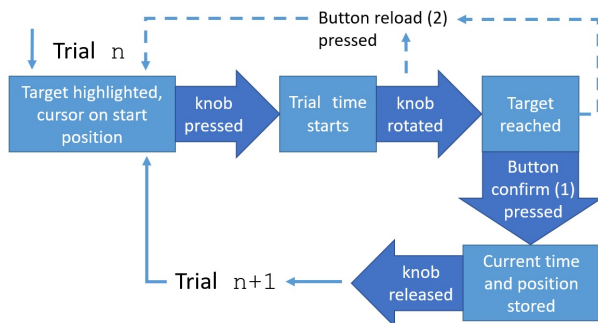 Button reload (2)
pressed
Trial n
Target highlighted,
cursor on start
position
knob
pressed
Trial time
starts
knob
rotated
Target
reached
Button
confirm (1)
pressed
Current time
and position
stored
knob
released
Trial n+1